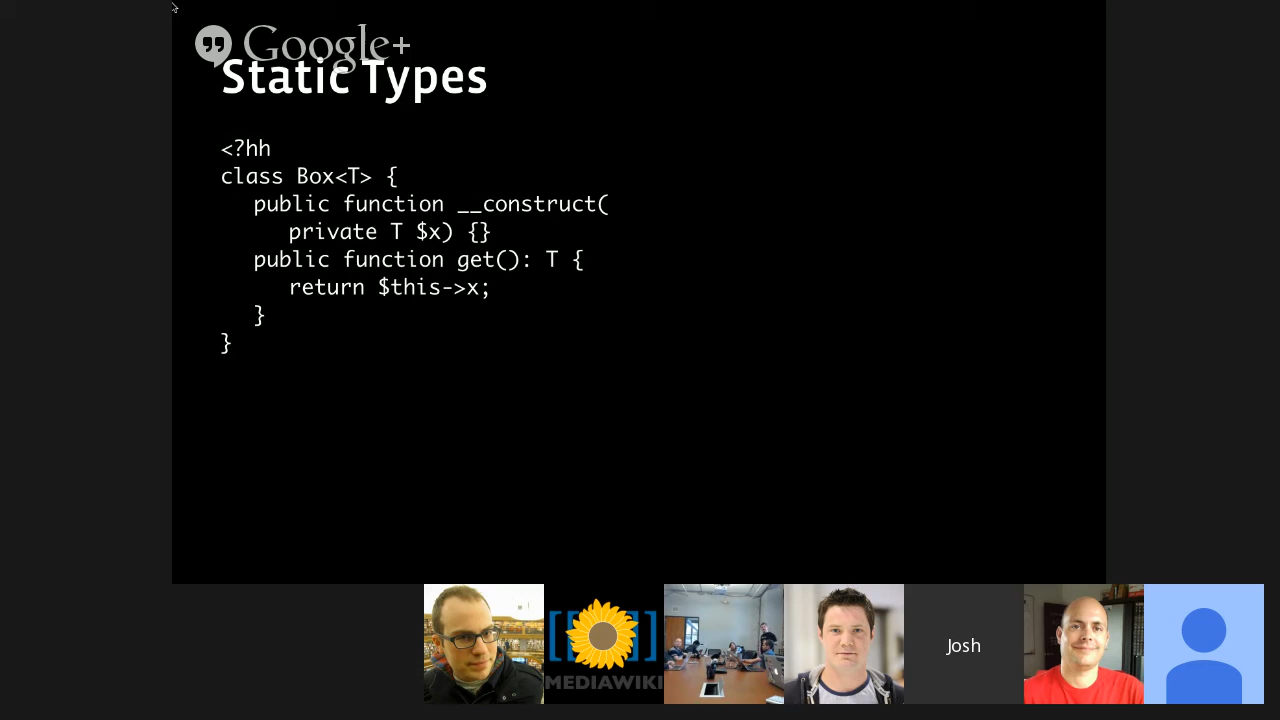 Google+
Static Types
<?hh
class Box<T> {
public function __construct(
private T $x) {}
public function get(): T {
return $this->x;
}
}
[[ ]]
MEDIAWIKI
Josh